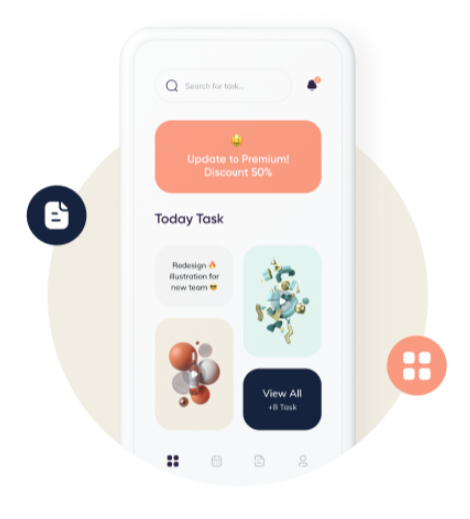 Search for task...
Update to Premium!
Discount 50%
Today Task
Redesign 🔥
illustration for
new team 😎
View All
+8 Task